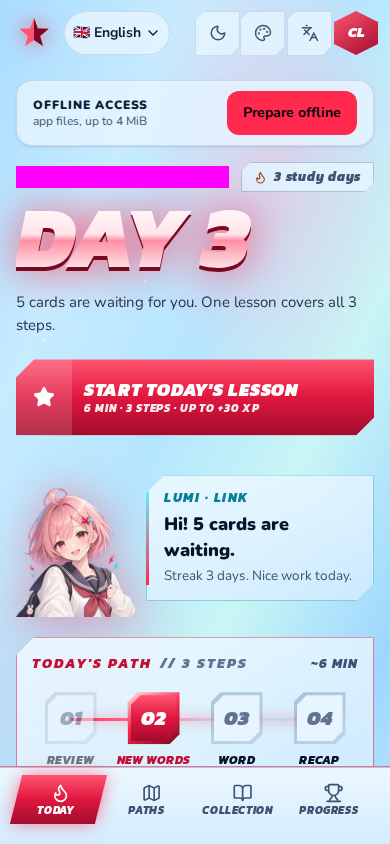 🇬🇧 English
CL
OFFLINE ACCESS
app files, up to 4 MiB
Prepare offline
3 study days
DAY 3
5 cards are waiting for you. One lesson covers all 3
steps.
START TODAY'S LESSON
6 MIN · 3 STEPS · UP TO +30 XP
LUMI · LINK
Hi! 5 cards are
waiting.
Streak 3 days. Nice work today.
TODAY'S PATH // 3 STEPS
~6 MIN
01 02 03 04
REVIEW NEW WORDS WORD RECAP
TODAY PATHS COLLECTION PROGRESS